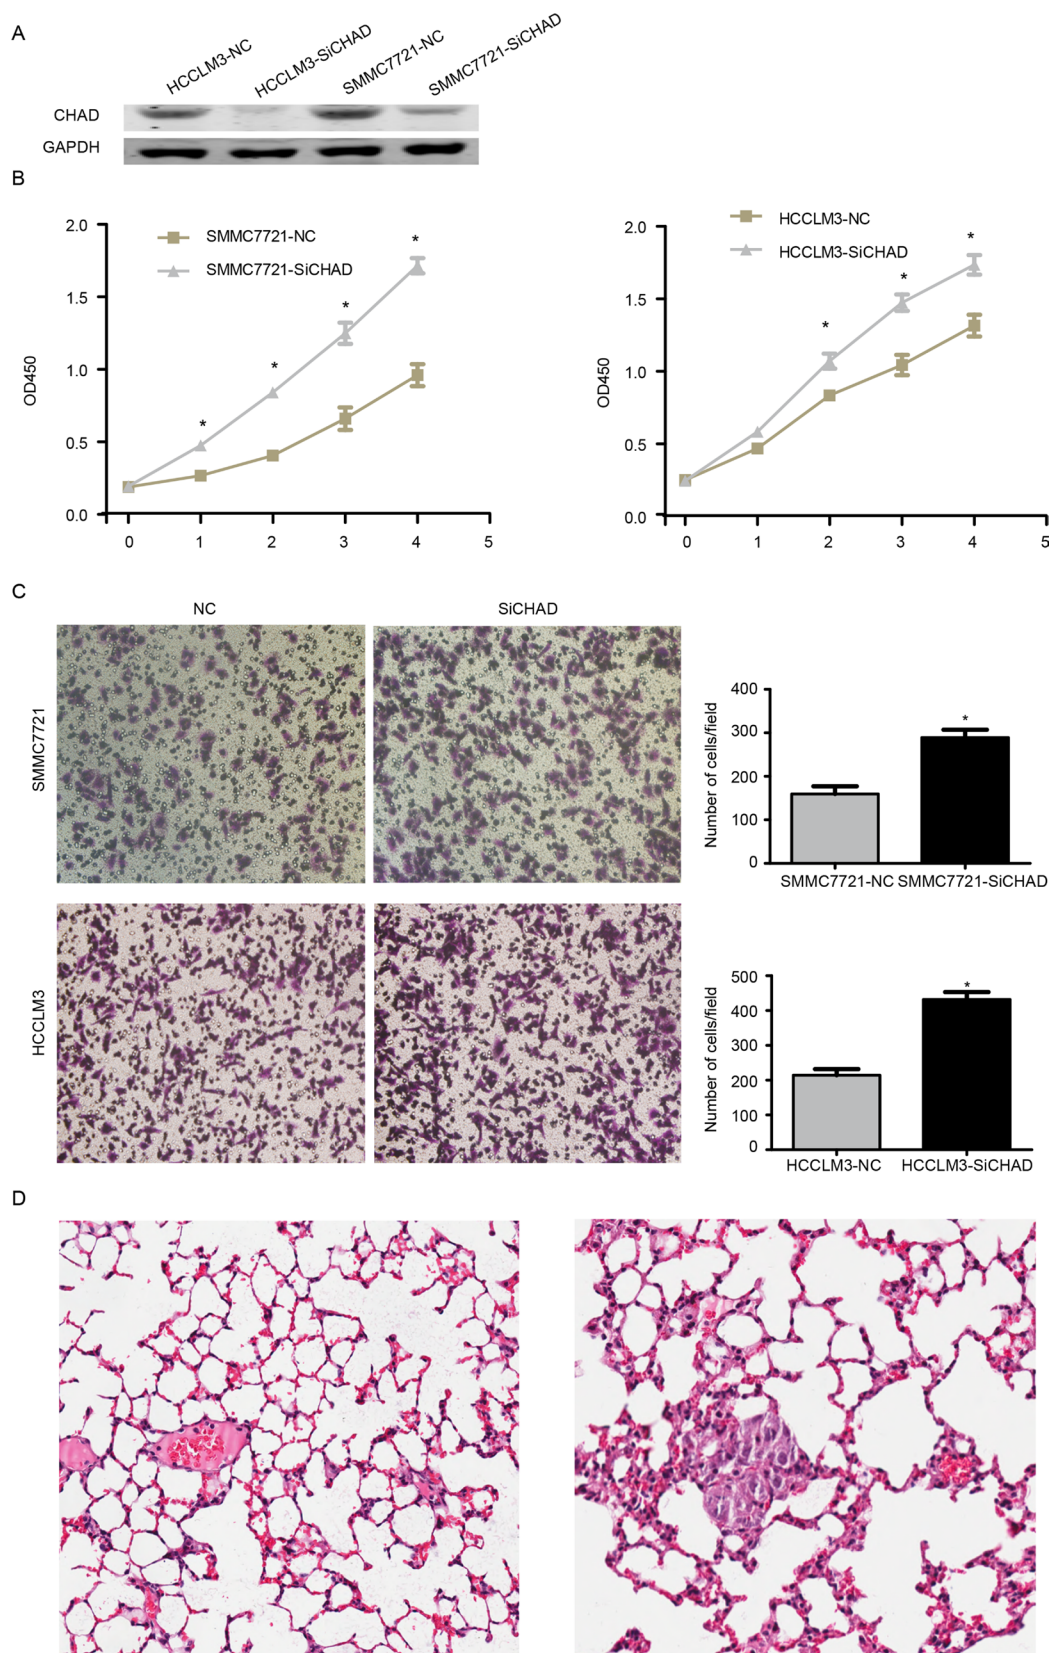 A
HCCLM3-NC
HCCLM3-SiCHAD
SMMC7721-NC
SMMC7721-SiCHAD
CHAD
GAPDH
B
2.0
1.5
1.0
0.5
0.0
OD450
SMMC7721-NC
SMMC7721-SiCHAD
*
*
*
*
0 1 2 3 4 5
2.0
1.5
1.0
0.5
0.0
OD450
HCCLM3-NC
HCCLM3-SiCHAD
*
*
*
0 1 2 3 4 5
C
NC
SiCHAD
SMMC7721
HCCLM3
Number of cells/field
400
300
200
100
0
*
SMMC7721-NC SMMC7721-SiCHAD
Number of cells/field
500
400
300
200
100
0
*
HCCLM3-NC HCCLM3-SiCHAD
D